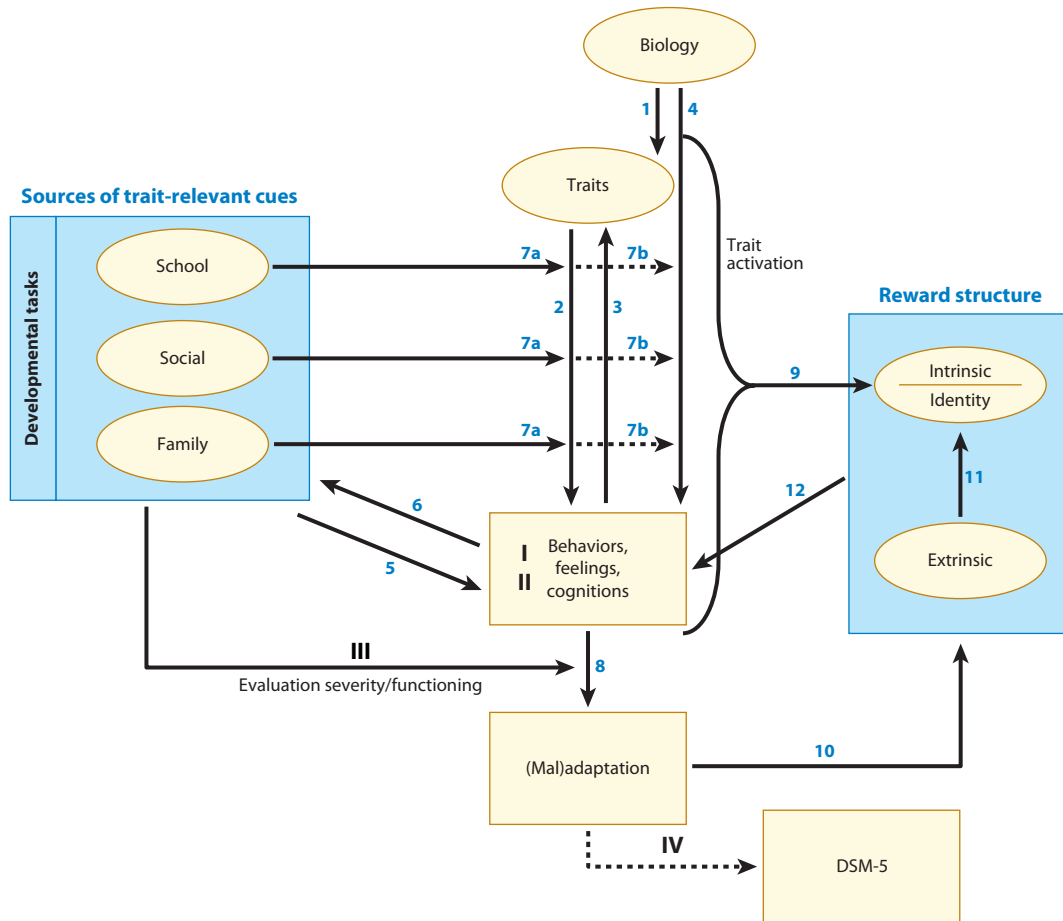 Biology
1
4
Traits
Sources of trait-relevant cues
Developmental tasks
School
7a
7b
Trait
activation
2
3
Reward structure
Social
7a
7b
9
Intrinsic
Identity
Family
7a
7b
12
11
6
5
I
II
Behaviors,
feelings,
cognitions
Extrinsic
III
Evaluation severity/functioning
8
(Mal)adaptation
10
IV
DSM-5